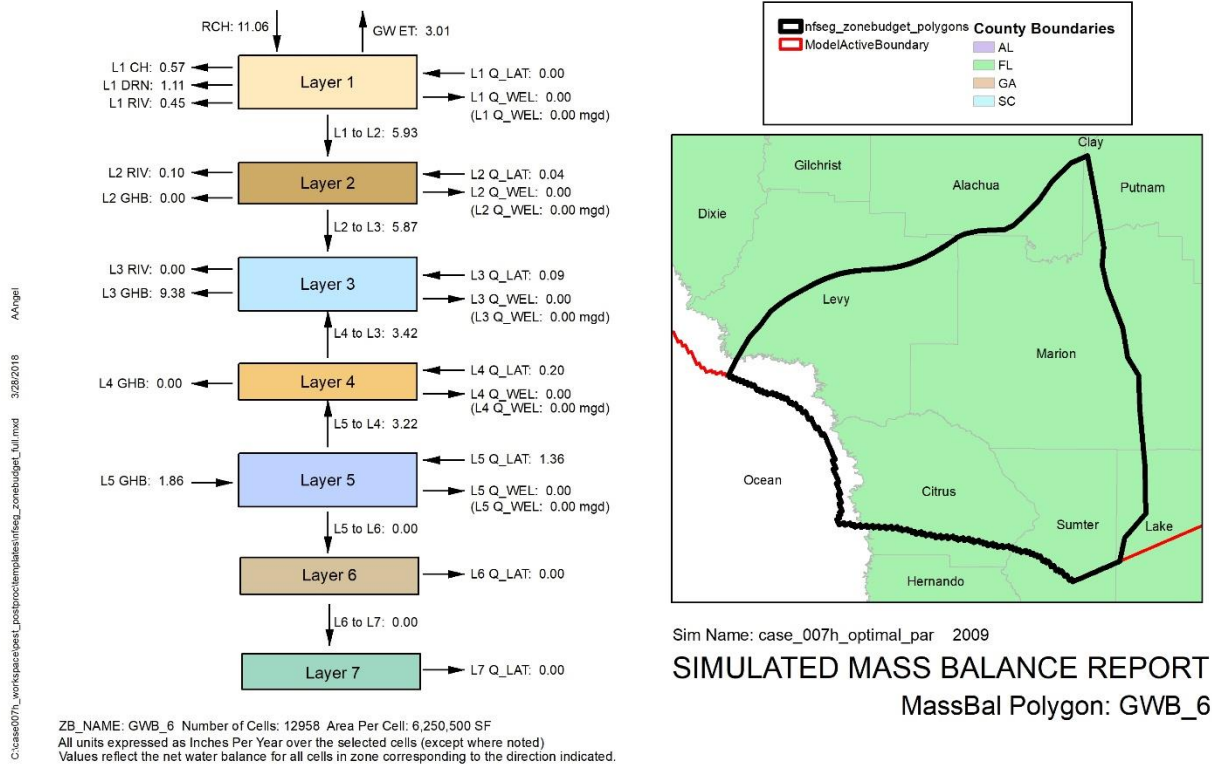 RCH: 11.06
GW ET: 3.01
L1 CH: 0.57
L1 DRN: 1.11
L1 RIV: 0.45
Layer 1
L1 Q_LAT: 0.00
L1 Q_WEL: 0.00
(L1 Q_WEL: 0.00 mgd)
L1 to L2: 5.93
L2 RIV: 0.10
L2 GHB: 0.00
Layer 2
L2 Q_LAT: 0.04
L2 Q_WEL: 0.00
(L2 Q_WEL: 0.00 mgd)
L2 to L3: 5.87
L3 RIV: 0.00
L3 GHB: 9.38
Layer 3
L3 Q_LAT: 0.09
L3 Q_WEL: 0.00
(L3 Q_WEL: 0.00 mgd)
L4 to L3: 3.42
L4 GHB: 0.00
Layer 4
L4 Q_LAT: 0.20
L4 Q_WEL: 0.00
(L4 Q_WEL: 0.00 mgd)
L5 to L4: 3.22
L5 GHB: 1.86
Layer 5
L5 Q_LAT: 1.36
L5 Q_WEL: 0.00
(L5 Q_WEL: 0.00 mgd)
L5 to L6: 0.00
Layer 6
L6 Q_LAT: 0.00
L6 to L7: 0.00
Layer 7
L7 Q_LAT: 0.00
ZB_NAME: GWB_6 Number of Cells: 12958 Area Per Cell: 6,250,500 SF
All units expressed as Inches Per Year over the selected cells (except where noted)
Values reflect the net water balance for all cells in zone corresponding to the direction indicated.
C:\case007h_workspace\pest_postproc\templates\nfseg_zonebudget_full.mxd 3/28/2018 AAngel
nfseg_zonebudget_polygons
ModelActiveBoundary
County Boundaries
AL
FL
GA
SC
Clay
Gilchrist
Alachua
Putnam
Dixie
Levy
Marion
Ocean
Citrus
Sumter
Lake
Hernando
Sim Name: case_007h_optimal_par 2009
SIMULATED MASS BALANCE REPORT
MassBal Polygon: GWB_6